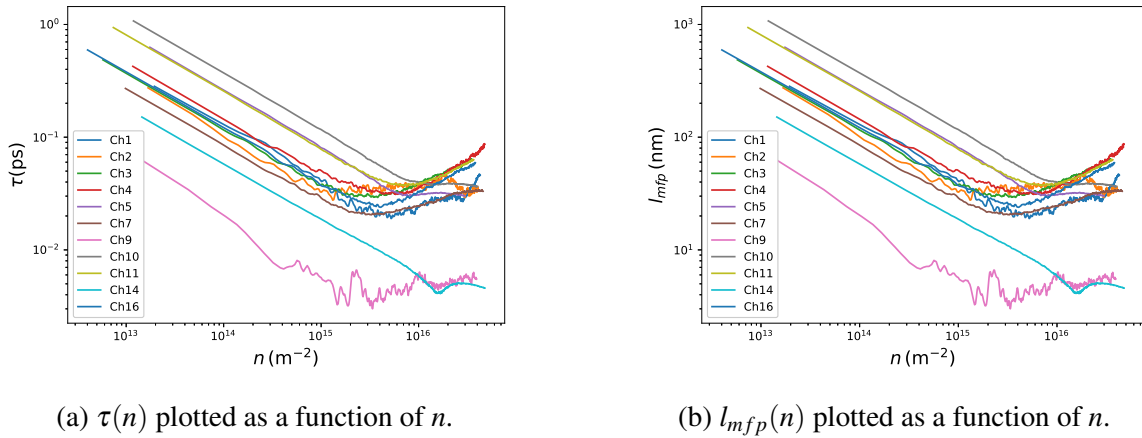 10⁰
10⁻¹
10⁻²
τ(ps)
Ch1
Ch2
Ch3
Ch4
Ch5
Ch7
Ch9
Ch10
Ch11
Ch14
Ch16
10¹³ 10¹⁴ 10¹⁵ 10¹⁶
n (m⁻²)
(a) τ(n) plotted as a function of n.
10³
10²
10¹
l_mfp (nm)
Ch1
Ch2
Ch3
Ch4
Ch5
Ch7
Ch9
Ch10
Ch11
Ch14
Ch16
10¹³ 10¹⁴ 10¹⁵ 10¹⁶
n (m⁻²)
(b) l_mfp(n) plotted as a function of n.